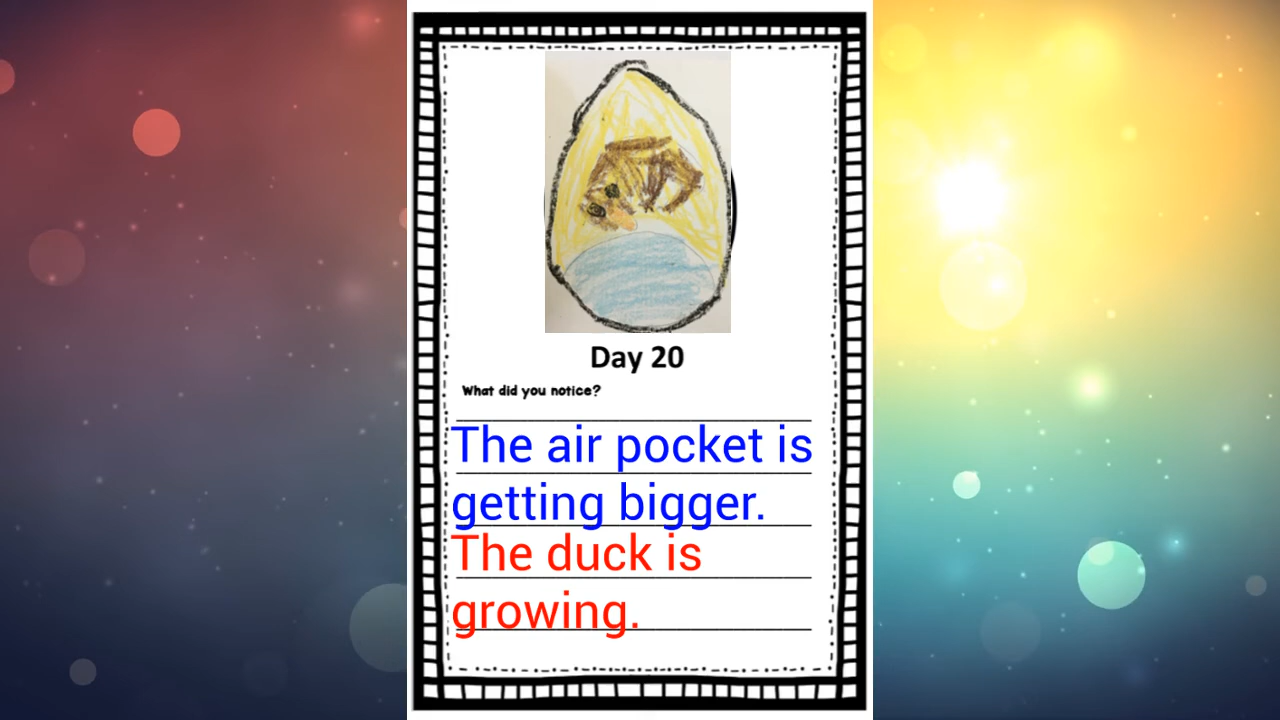 Day 20
What did you notice?
The air pocket is
getting bigger.
The duck is
growing.